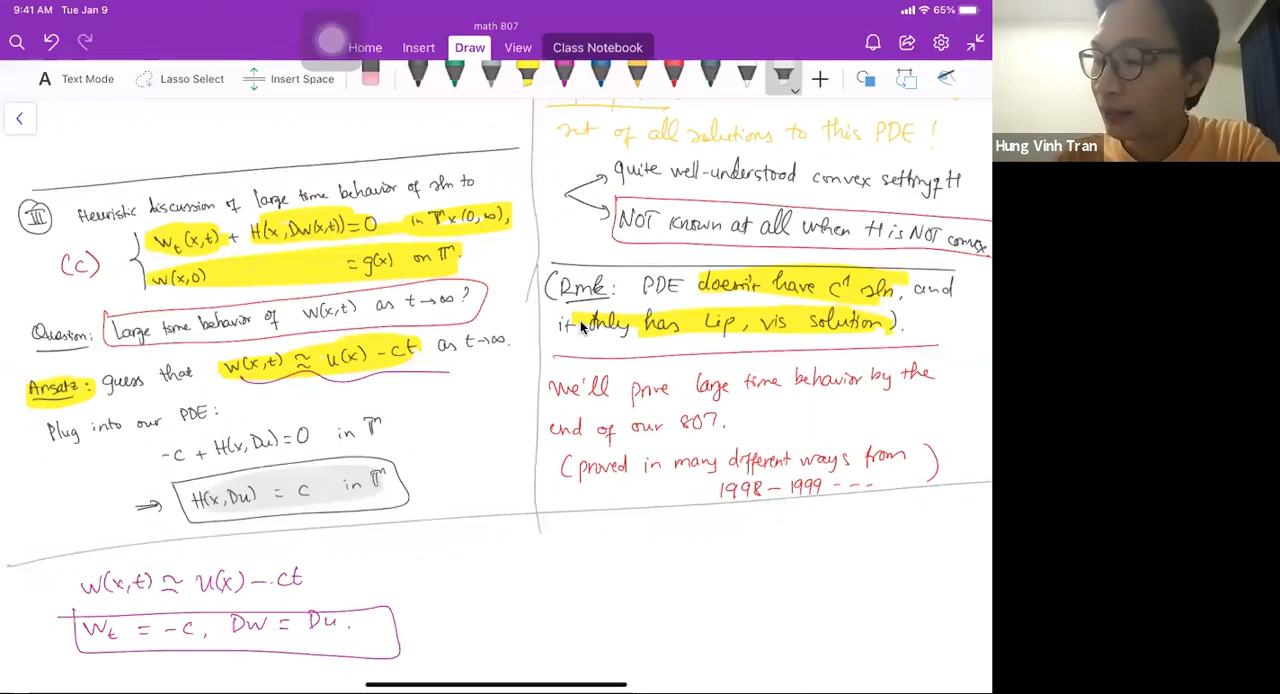 9:41 AM Tue Jan 9
65%
math 807
Home Insert Draw View Class Notebook
A Text Mode Lasso Select Insert Space
Hung Vinh Tran
III Heuristic discussion of large time behavior of sln to
(C) { w_t(x,t) + H(x, Dw(x,t)) = 0 in 𝕋ⁿ x (0,∞),
w(x,0) = g(x) on 𝕋ⁿ.
Question: large time behavior of w(x,t) as t→∞?
Ansatz: guess that w(x,t) ≈ u(x) - ct as t→∞.
Plug into our PDE:
-c + H(x, Du) = 0 in 𝕋ⁿ
⇒ H(x, Du) = c in 𝕋ⁿ
w(x,t) ≃ u(x) - ct
w_t = -c, Dw = Du.
set of all solutions to this PDE!
quite well-understood convex setting H
NOT known at all when H is NOT convex
(Rmk: PDE doesn't have C¹ sln, and
it only has Lip, vis solution).
We'll prove large time behavior by the
end of our 807.
(proved in many different ways from
1998 - 1999 - - - )